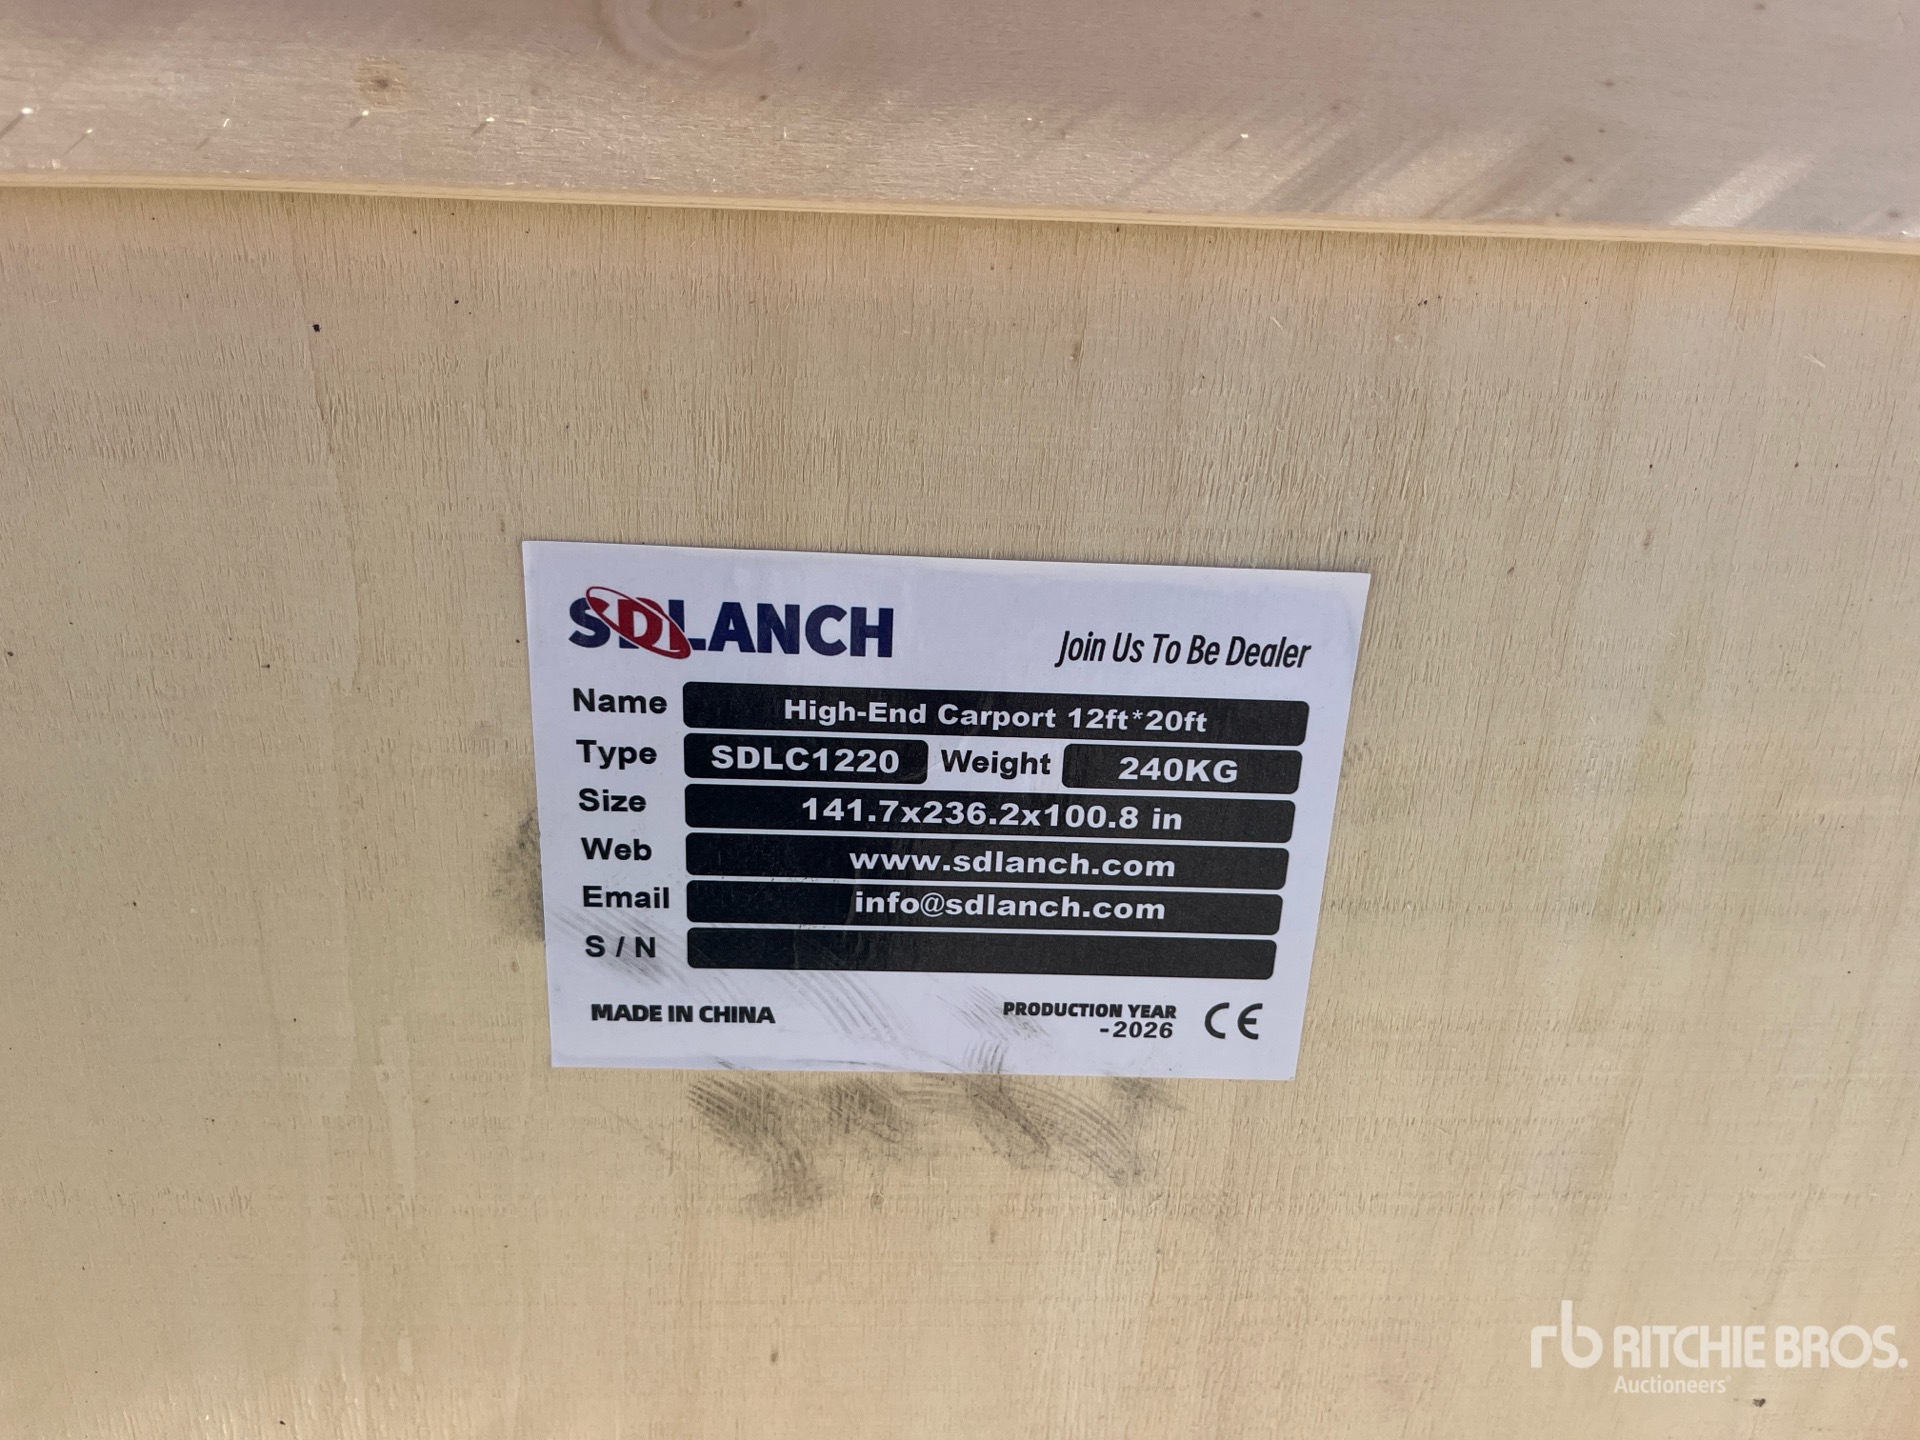 SDLANCH
Join Us To Be Dealer
Name High-End Carport 12ft*20ft
Type SDLC1220 Weight 240KG
Size 141.7x236.2x100.8 in
Web www.sdlanch.com
Email info@sdlanch.com
S / N
MADE IN CHINA
PRODUCTION YEAR
-2026
CE
rb RITCHIE BROS.
Auctioneers